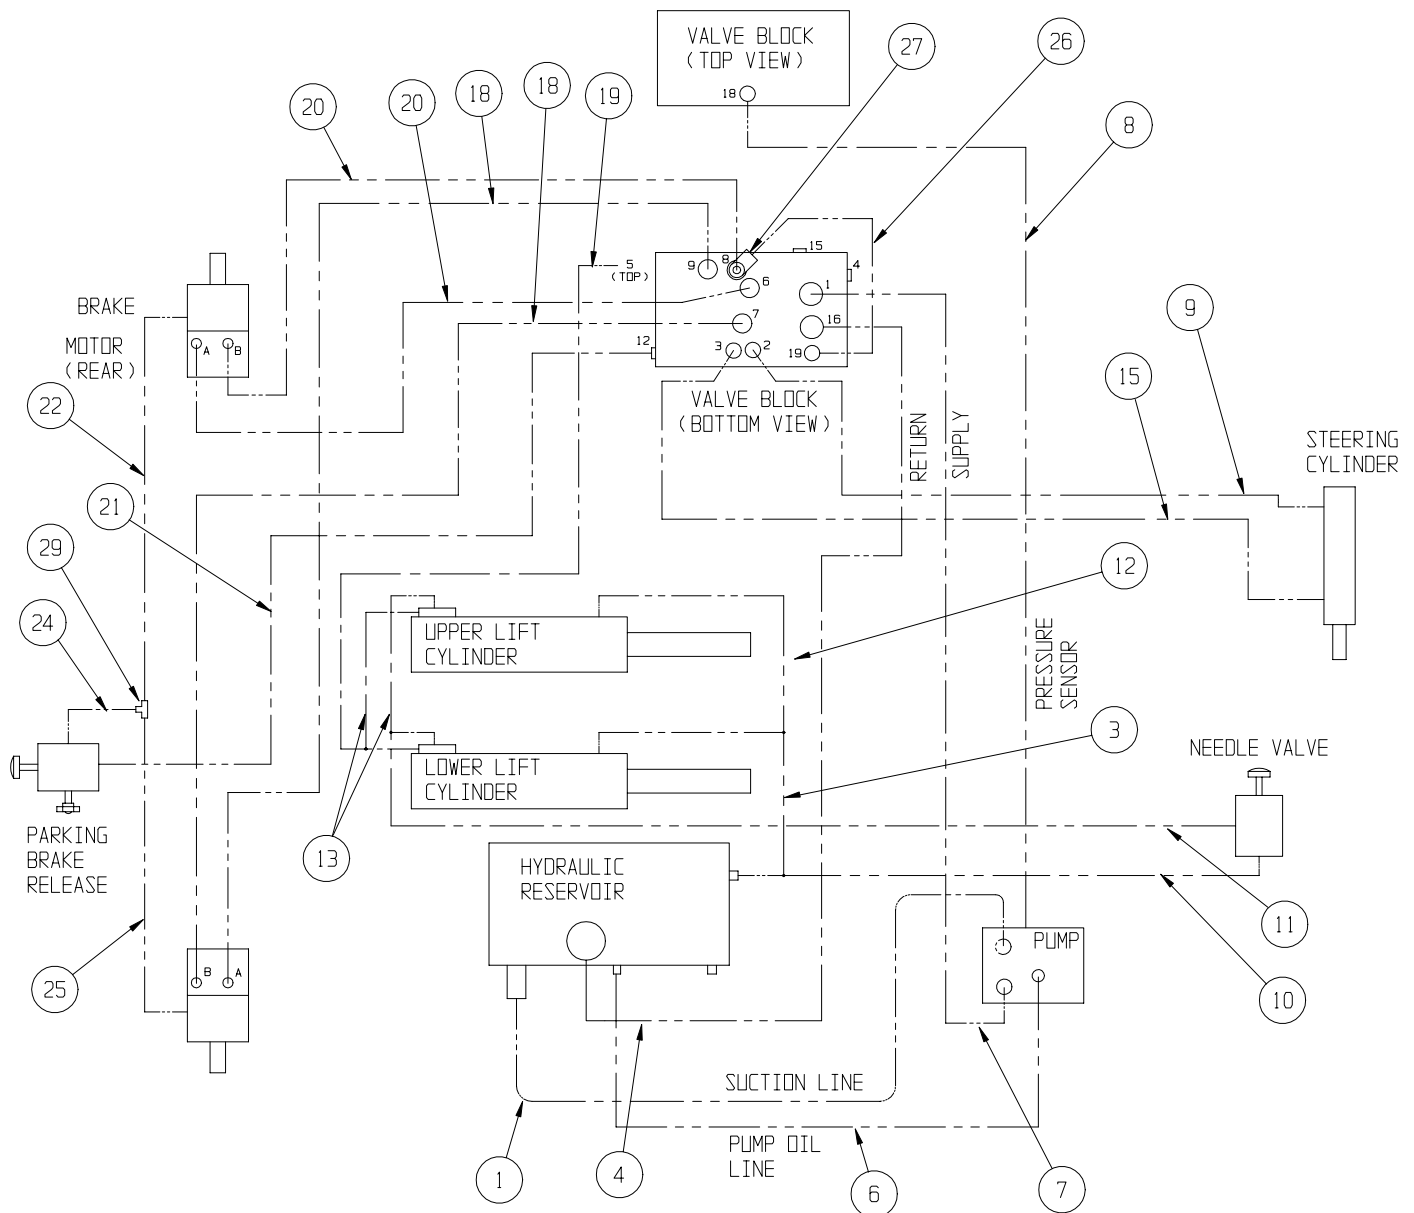 VALVE BLOCK
(TOP VIEW)
18
27
26
20
20
18
18
19
8
5
(TOP)
9
8
15
4
6
1
7
16
12
3
2
19
VALVE BLOCK
(BOTTOM VIEW)
BRAKE
MOTOR
(REAR)
A
B
22
21
29
24
RETURN
SUPPLY
9
15
STEERING
CYLINDER
12
UPPER LIFT
CYLINDER
PRESSURE
SENSOR
3
NEEDLE VALVE
LOWER LIFT
CYLINDER
PARKING
BRAKE
RELEASE
13
HYDRAULIC
RESERVOIR
11
PUMP
10
B
A
25
SUCTION LINE
PUMP OIL
LINE
1
4
6
7